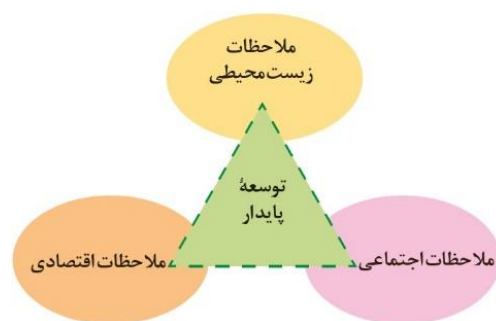 ملاحظات
زیست‌محیطی
توسعهٔ
پایدار
ملاحظات اجتماعی
ملاحظات اقتصادی